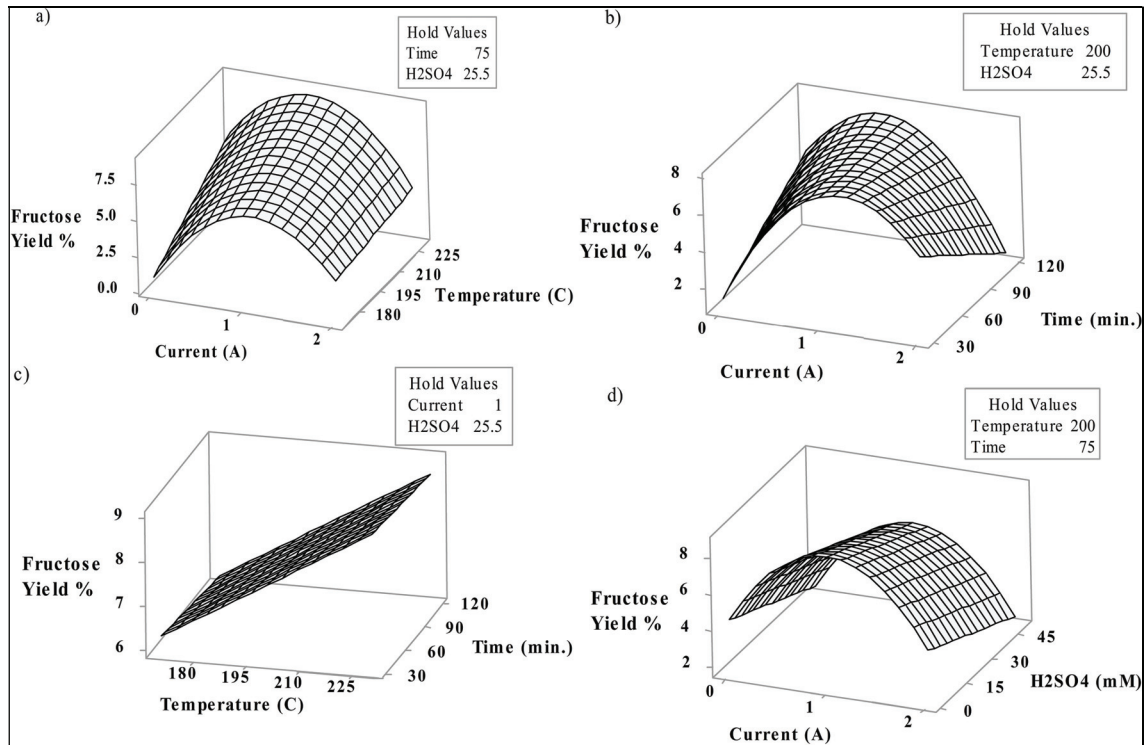 a)
Hold Values
Time 75
H2SO4 25.5
7.5
5.0
2.5
0.0
Fructose
Yield %
0
1
2
Current (A)
180
195
210
225
Temperature (C)
b)
Hold Values
Temperature 200
H2SO4 25.5
8
6
4
2
Fructose
Yield %
0
1
2
Current (A)
30
60
90
120
Time (min.)
c)
Hold Values
Current 1
H2SO4 25.5
9
8
7
6
Fructose
Yield %
180
195
210
225
Temperature (C)
30
60
90
120
Time (min.)
d)
Hold Values
Temperature 200
Time 75
8
6
4
2
Fructose
Yield %
0
1
2
Current (A)
0
15
30
45
H2SO4 (mM)